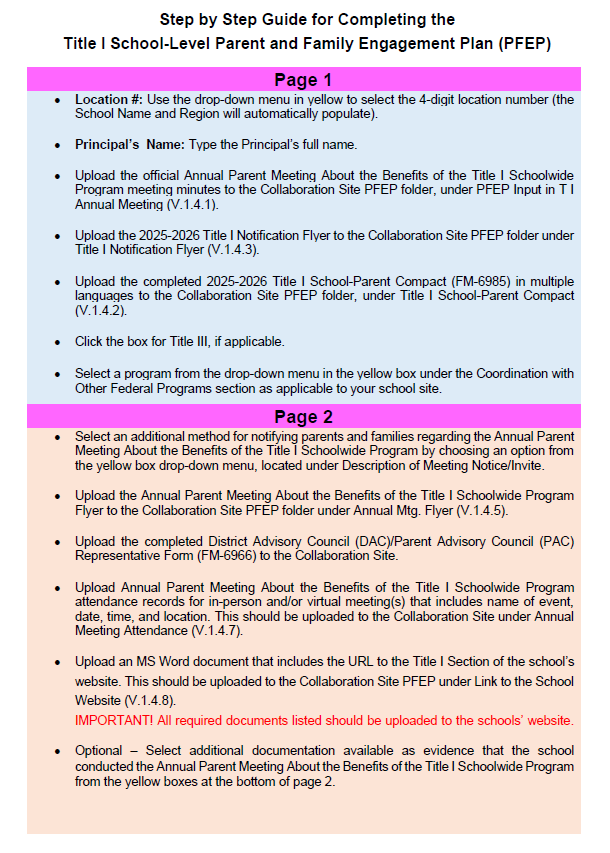 Step by Step Guide for Completing the
Title I School-Level Parent and Family Engagement Plan (PFEP)
Page 1
• Location #: Use the drop-down menu in yellow to select the 4-digit location number (the
School Name and Region will automatically populate).
• Principal's Name: Type the Principal's full name.
• Upload the official Annual Parent Meeting About the Benefits of the Title I Schoolwide
Program meeting minutes to the Collaboration Site PFEP folder, under PFEP Input in T I
Annual Meeting (V.1.4.1).
• Upload the 2025-2026 Title I Notification Flyer to the Collaboration Site PFEP folder under
Title I Notification Flyer (V.1.4.3).
• Upload the completed 2025-2026 Title I School-Parent Compact (FM-6985) in multiple
languages to the Collaboration Site PFEP folder, under Title I School-Parent Compact
(V.1.4.2).
• Click the box for Title III, if applicable.
• Select a program from the drop-down menu in the yellow box under the Coordination with
Other Federal Programs section as applicable to your school site.
Page 2
• Select an additional method for notifying parents and families regarding the Annual Parent
Meeting About the Benefits of the Title I Schoolwide Program by choosing an option from
the yellow box drop-down menu, located under Description of Meeting Notice/Invite.
• Upload the Annual Parent Meeting About the Benefits of the Title I Schoolwide Program
Flyer to the Collaboration Site PFEP folder under Annual Mtg. Flyer (V.1.4.5).
• Upload the completed District Advisory Council (DAC)/Parent Advisory Council (PAC)
Representative Form (FM-6966) to the Collaboration Site.
• Upload Annual Parent Meeting About the Benefits of the Title I Schoolwide Program
attendance records for in-person and/or virtual meeting(s) that includes name of event,
date, time, and location. This should be uploaded to the Collaboration Site under Annual
Meeting Attendance (V.1.4.7).
• Upload an MS Word document that includes the URL to the Title I Section of the school's
website. This should be uploaded to the Collaboration Site PFEP under Link to the School
Website (V.1.4.8).
IMPORTANT! All required documents listed should be uploaded to the schools' website.
• Optional – Select additional documentation available as evidence that the school
conducted the Annual Parent Meeting About the Benefits of the Title I Schoolwide Program
from the yellow boxes at the bottom of page 2.